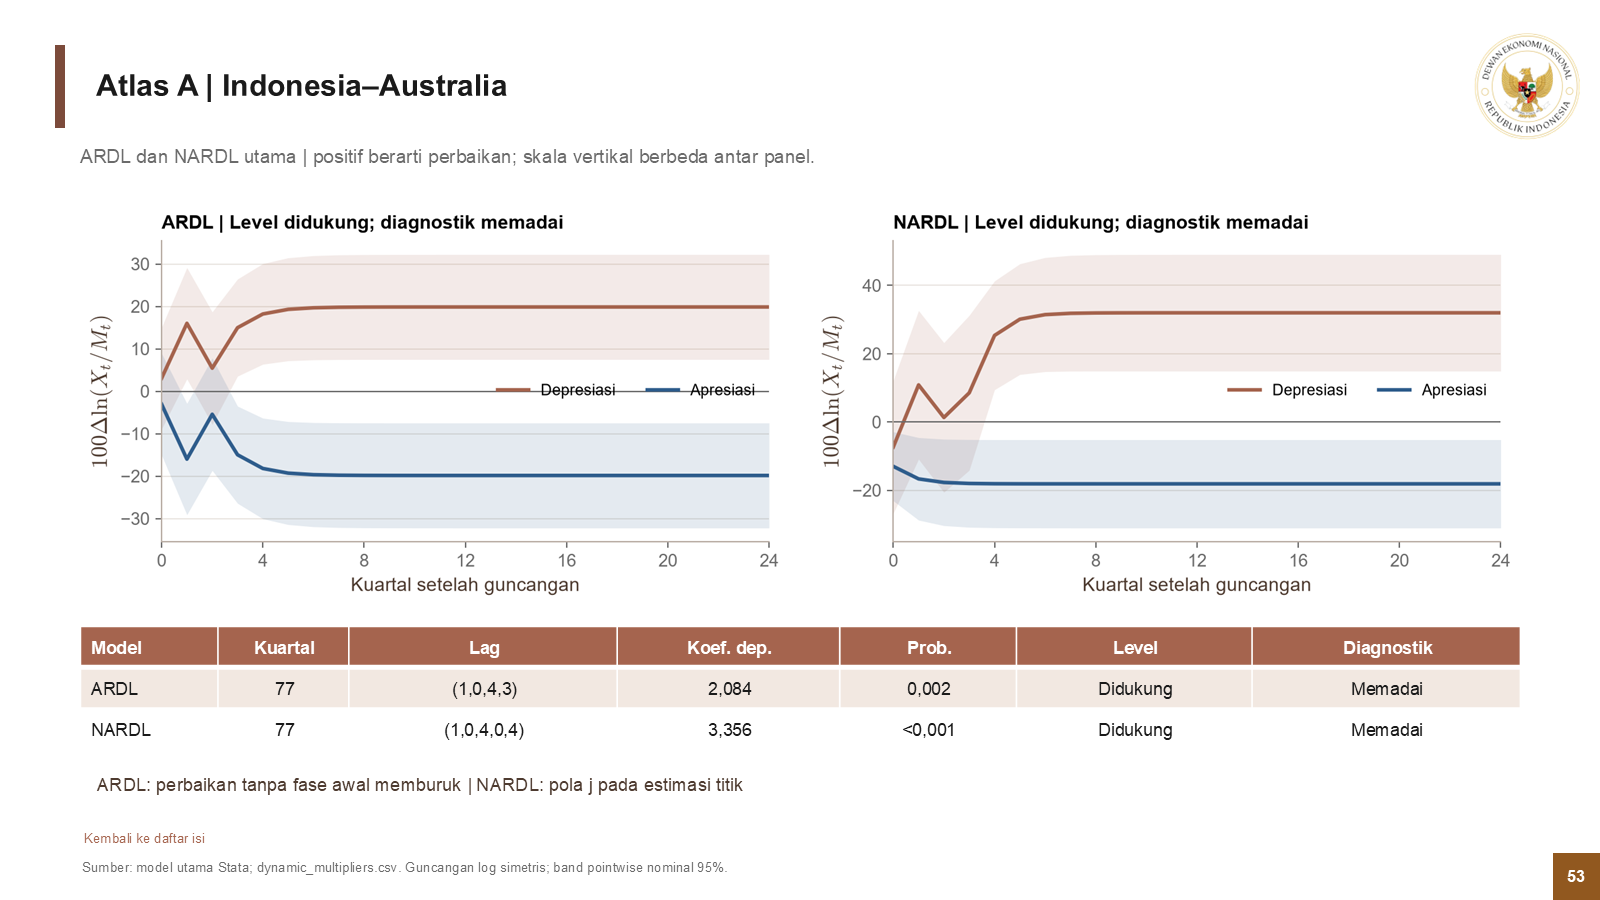 Atlas A | Indonesia–Australia
DEWAN EKONOMI NASIONAL
REPUBLIK INDONESIA
ARDL dan NARDL utama | positif berarti perbaikan; skala vertikal berbeda antar panel.
ARDL | Level didukung; diagnostik memadai
100Δln(Xₜ/Mₜ)
30
20
10
0
−10
−20
−30
Depresiasi Apresiasi
0 4 8 12 16 20 24
Kuartal setelah guncangan
NARDL | Level didukung; diagnostik memadai
100Δln(Xₜ/Mₜ)
40
20
0
−20
Depresiasi Apresiasi
0 4 8 12 16 20 24
Kuartal setelah guncangan
Model Kuartal Lag Koef. dep. Prob. Level Diagnostik
ARDL 77 (1,0,4,3) 2,084 0,002 Didukung Memadai
NARDL 77 (1,0,4,0,4) 3,356 <0,001 Didukung Memadai
ARDL: perbaikan tanpa fase awal memburuk | NARDL: pola j pada estimasi titik
Kembali ke daftar isi
Sumber: model utama Stata; dynamic_multipliers.csv. Guncangan log simetris; band pointwise nominal 95%.
53